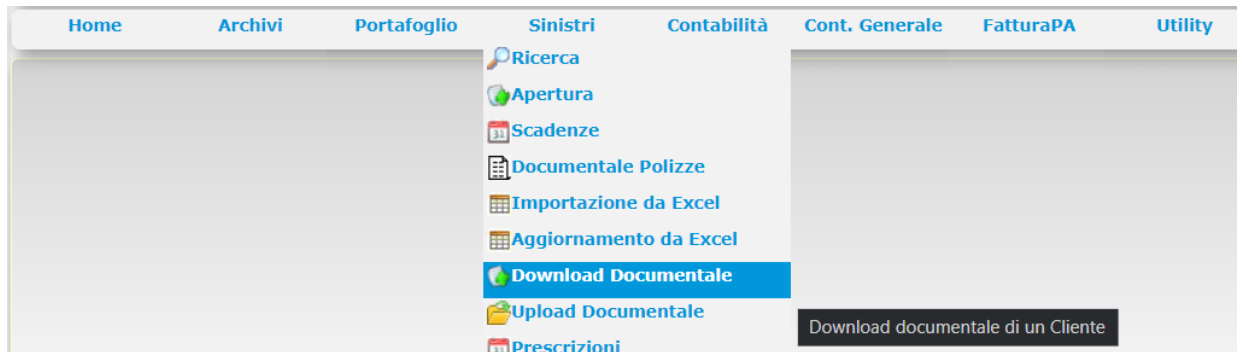 Home Archivi Portafoglio Sinistri Contabilità Cont. Generale FatturaPA Utility
Ricerca
Apertura
31 Scadenze
Documentale Polizze
Importazione da Excel
Aggiornamento da Excel
Download Documentale
Upload Documentale
Download documentale di un Cliente
Prescrizioni